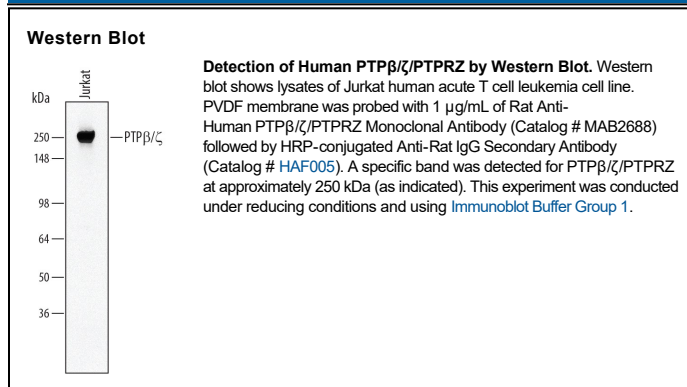 Western Blot
Jurkat
kDa
250
148
98
64
50
36
PTPβ/ζ
Detection of Human PTPβ/ζ/PTPRZ by Western Blot. Western
blot shows lysates of Jurkat human acute T cell leukemia cell line.
PVDF membrane was probed with 1 µg/mL of Rat Anti-
Human PTPβ/ζ/PTPRZ Monoclonal Antibody (Catalog # MAB2688)
followed by HRP-conjugated Anti-Rat IgG Secondary Antibody
(Catalog # HAF005). A specific band was detected for PTPβ/ζ/PTPRZ
at approximately 250 kDa (as indicated). This experiment was conducted
under reducing conditions and using Immunoblot Buffer Group 1.